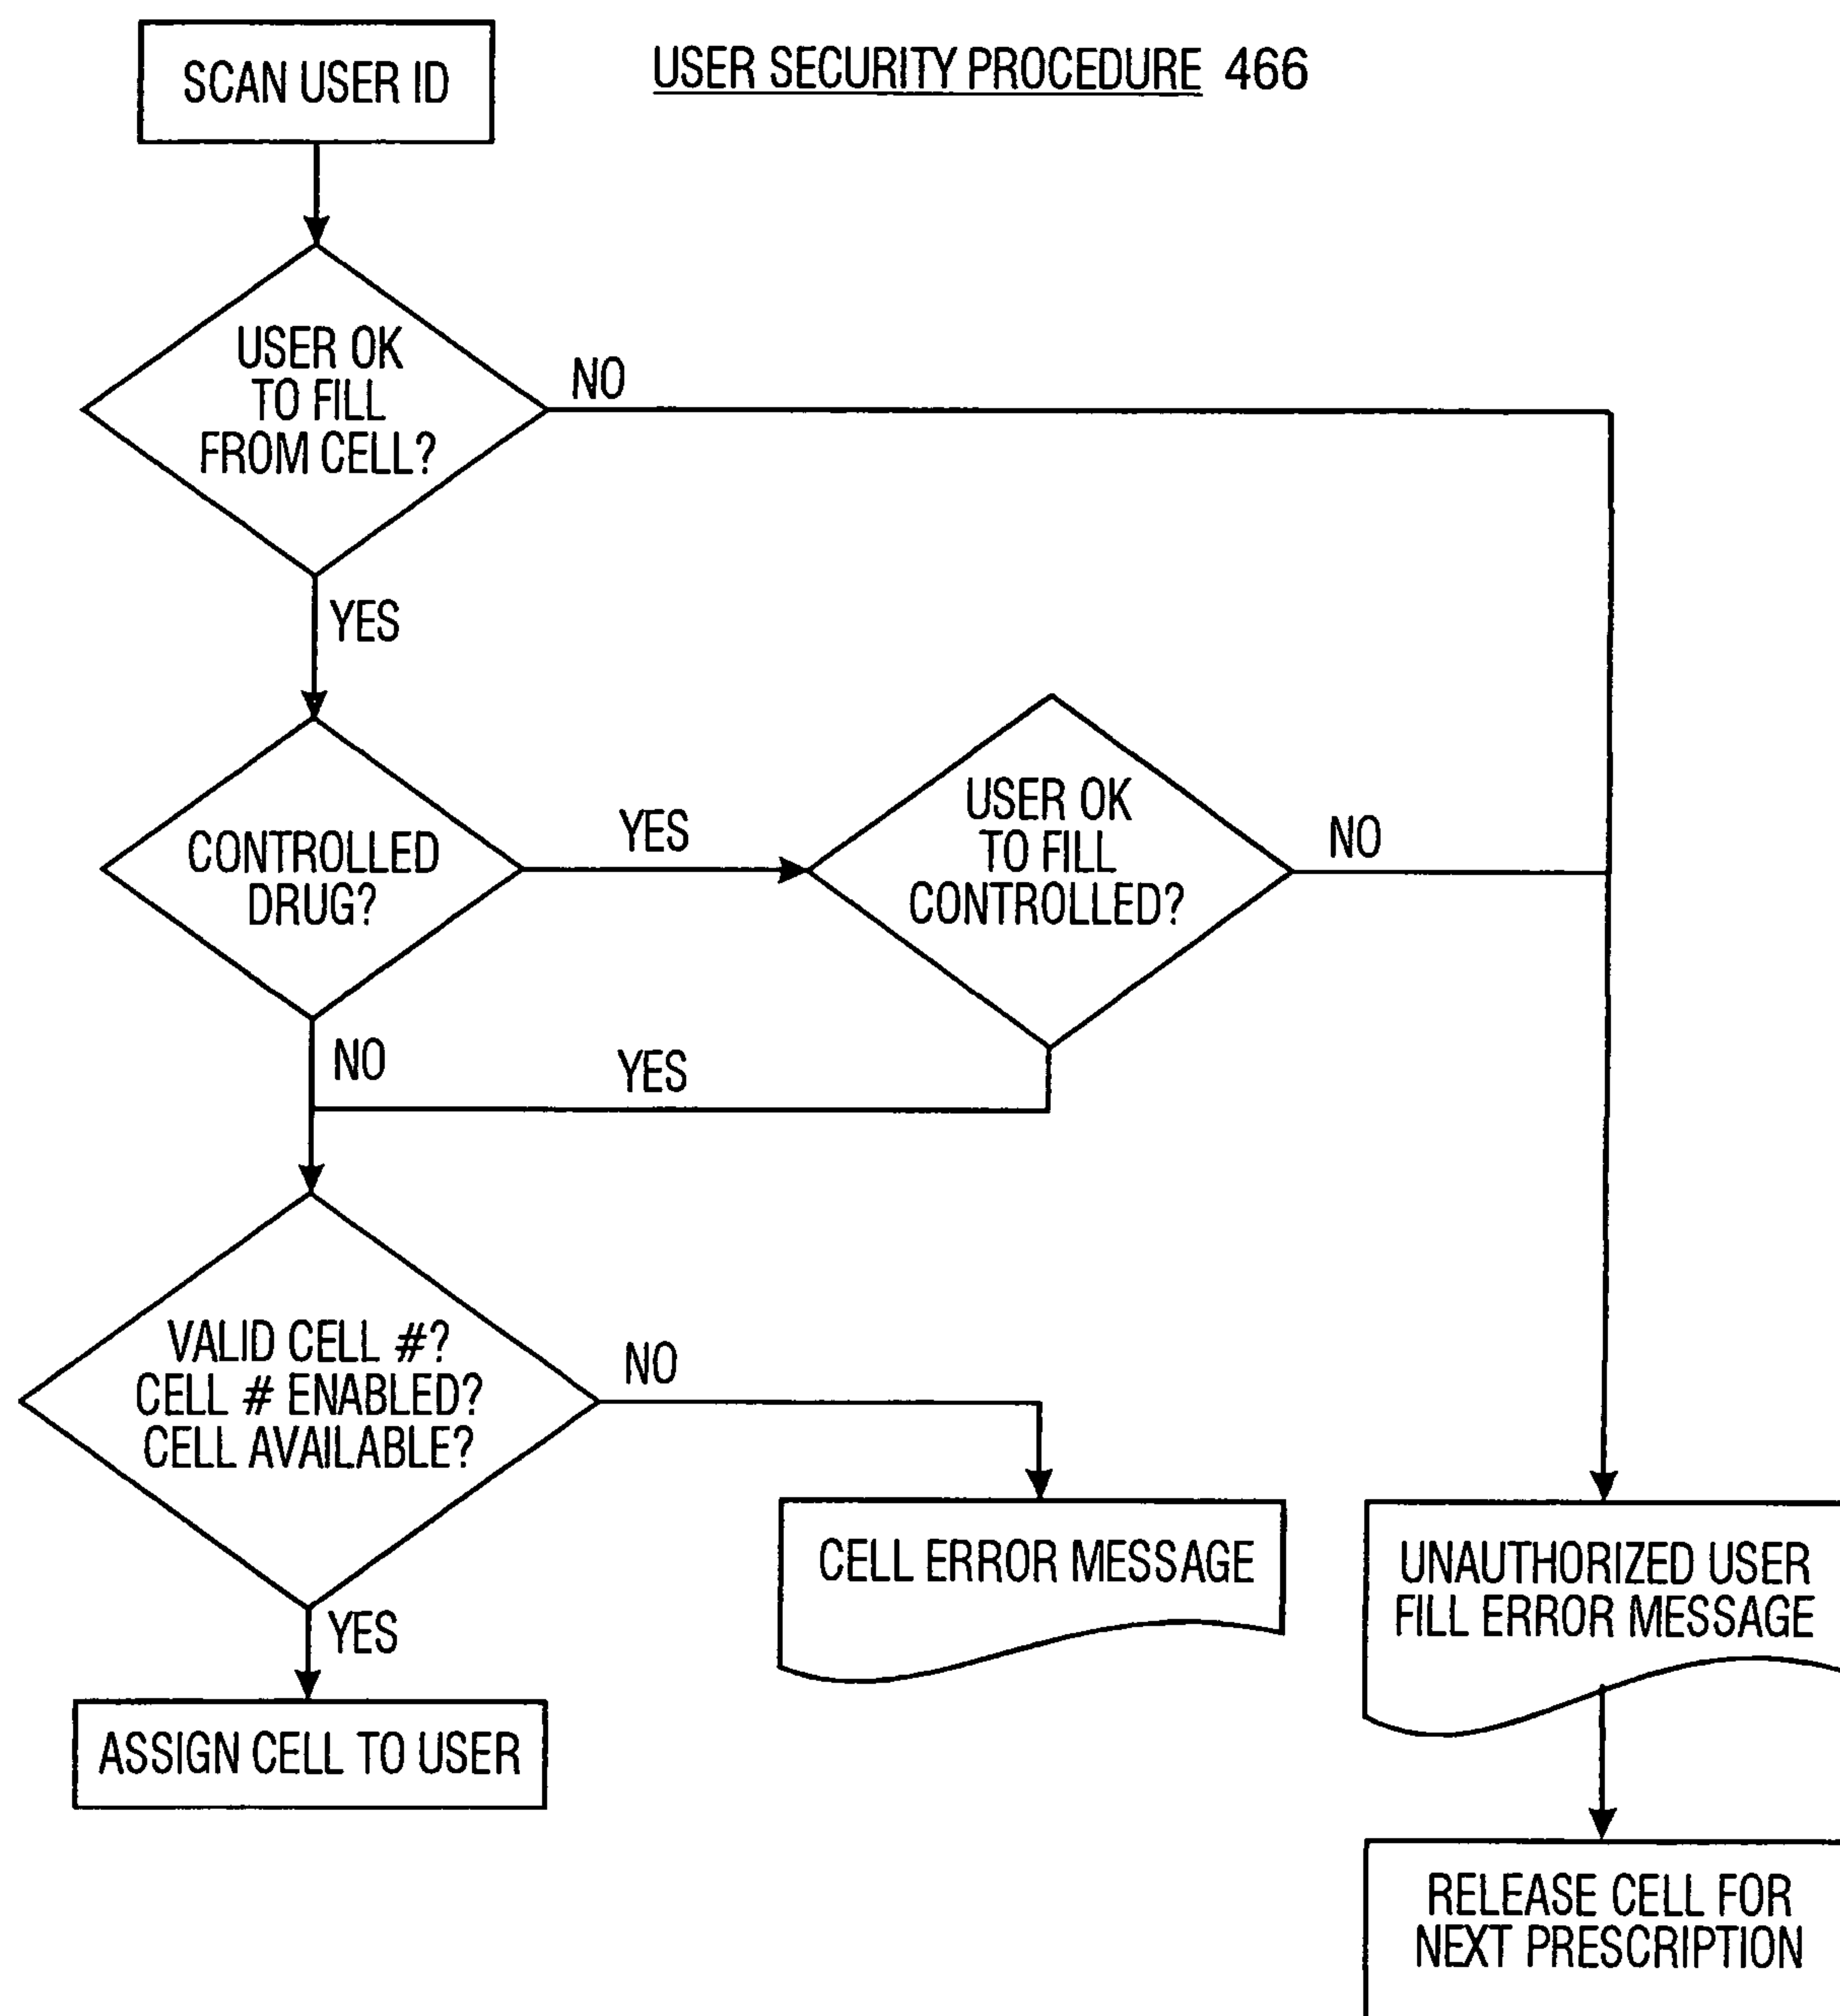 SCAN USER ID
USER SECURITY PROCEDURE 466
USER OK
TO FILL
FROM CELL?
NO
YES
CONTROLLED
DRUG?
YES
USER OK
TO FILL
CONTROLLED?
NO
NO
YES
VALID CELL #?
CELL # ENABLED?
CELL AVAILABLE?
NO
YES
CELL ERROR MESSAGE
UNAUTHORIZED USER
FILL ERROR MESSAGE
ASSIGN CELL TO USER
RELEASE CELL FOR
NEXT PRESCRIPTION